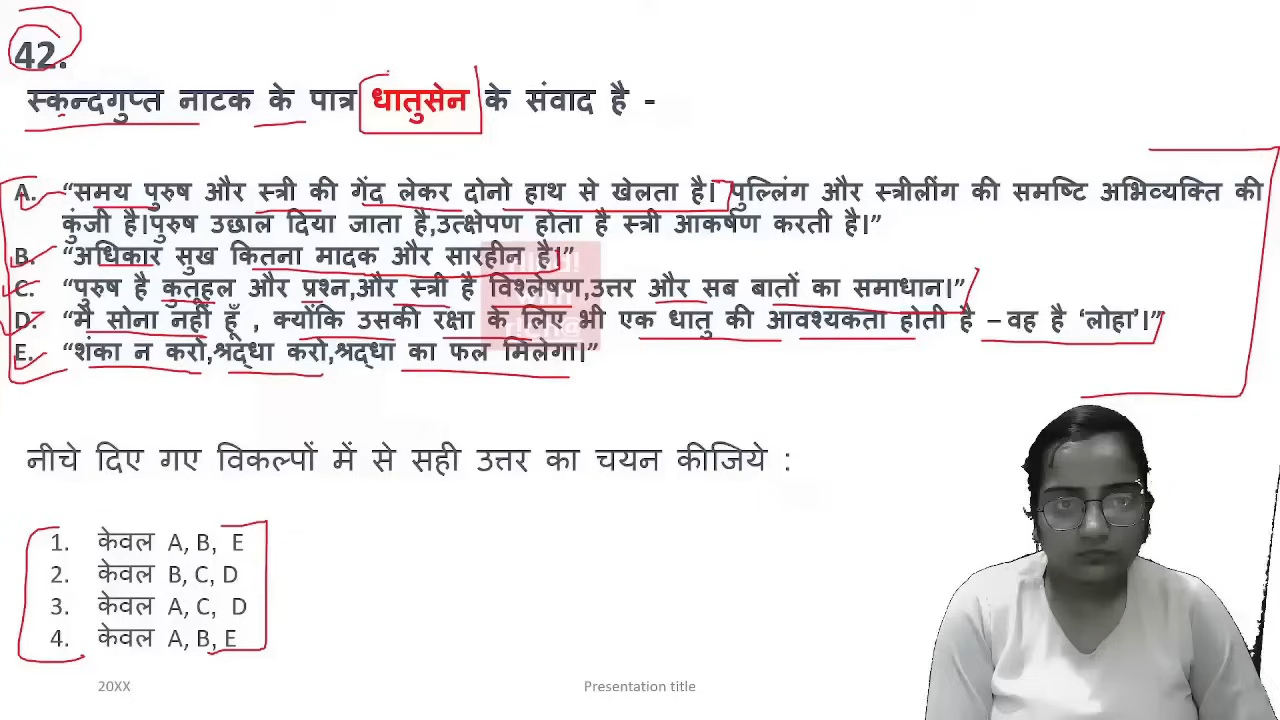 42.
स्कन्दगुप्त नाटक के पात्र धातुसेन के संवाद है -
A. “समय पुरुष और स्त्री की गेंद लेकर दोनो हाथ से खेलता है। पुल्लिंग और स्त्रीलींग की समष्टि अभिव्यक्ति की
कुंजी है।पुरुष उछाल दिया जाता है,उत्क्षेपण होता है स्त्री आकर्षण करती है।”
B. “अधिकार सुख कितना मादक और सारहीन है।”
C. “पुरुष है कुतूहल और प्रश्न,और स्त्री है विश्लेषण,उत्तर और सब बातों का समाधान।”
D. “मै सोना नहीं हूँ , क्योंकि उसकी रक्षा के लिए भी एक धातु की आवश्यकता होती है – वह है ‘लोहा’।”
E. “शंका न करो,श्रद्धा करो,श्रद्धा का फल मिलेगा।”
नीचे दिए गए विकल्पों में से सही उत्तर का चयन कीजिये :
1. केवल A, B, E
2. केवल B, C, D
3. केवल A, C, D
4. केवल A, B, E
20XX Presentation title